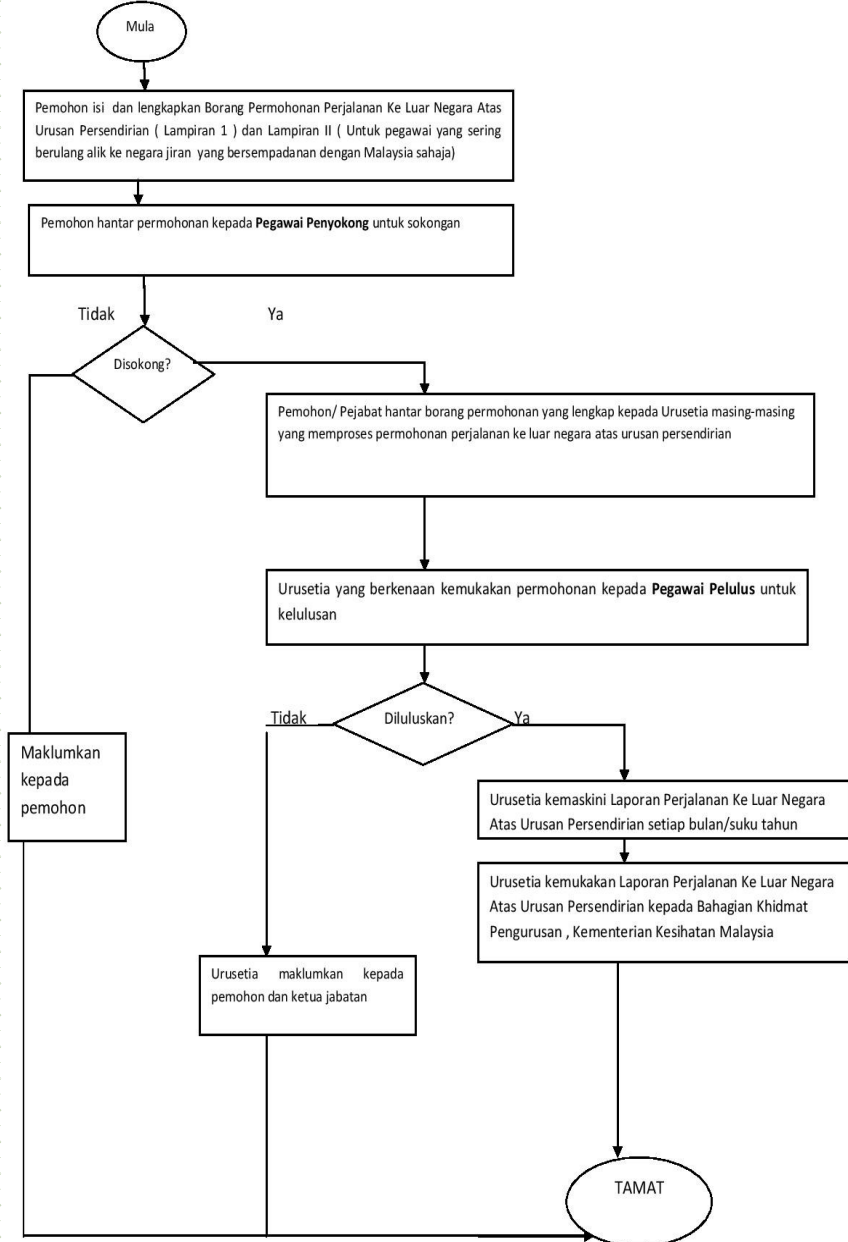 Mula
Pemohon isi dan lengkapkan Borang Permohonan Perjalanan Ke Luar Negara Atas
Urusan Persendirian ( Lampiran 1 ) dan Lampiran II ( Untuk pegawai yang sering
berulang alik ke negara jiran yang bersempadanan dengan Malaysia sahaja)
Pemohon hantar permohonan kepada Pegawai Penyokong untuk sokongan
Tidak
Ya
Disokong?
Pemohon/ Pejabat hantar borang permohonan yang lengkap kepada Urusetia masing-masing
yang memproses permohonan perjalanan ke luar negara atas urusan persendirian
Urusetia yang berkenaan kemukakan permohonan kepada Pegawai Pelulus untuk
kelulusan
Tidak
Diluluskan?
Ya
Maklumkan
kepada
pemohon
Urusetia kemaskini Laporan Perjalanan Ke Luar Negara
Atas Urusan Persendirian setiap bulan/suku tahun
Urusetia kemukakan Laporan Perjalanan Ke Luar Negara
Atas Urusan Persendirian kepada Bahagian Khidmat
Pengurusan , Kementerian Kesihatan Malaysia
Urusetia maklumkan kepada
pemohon dan ketua jabatan
TAMAT